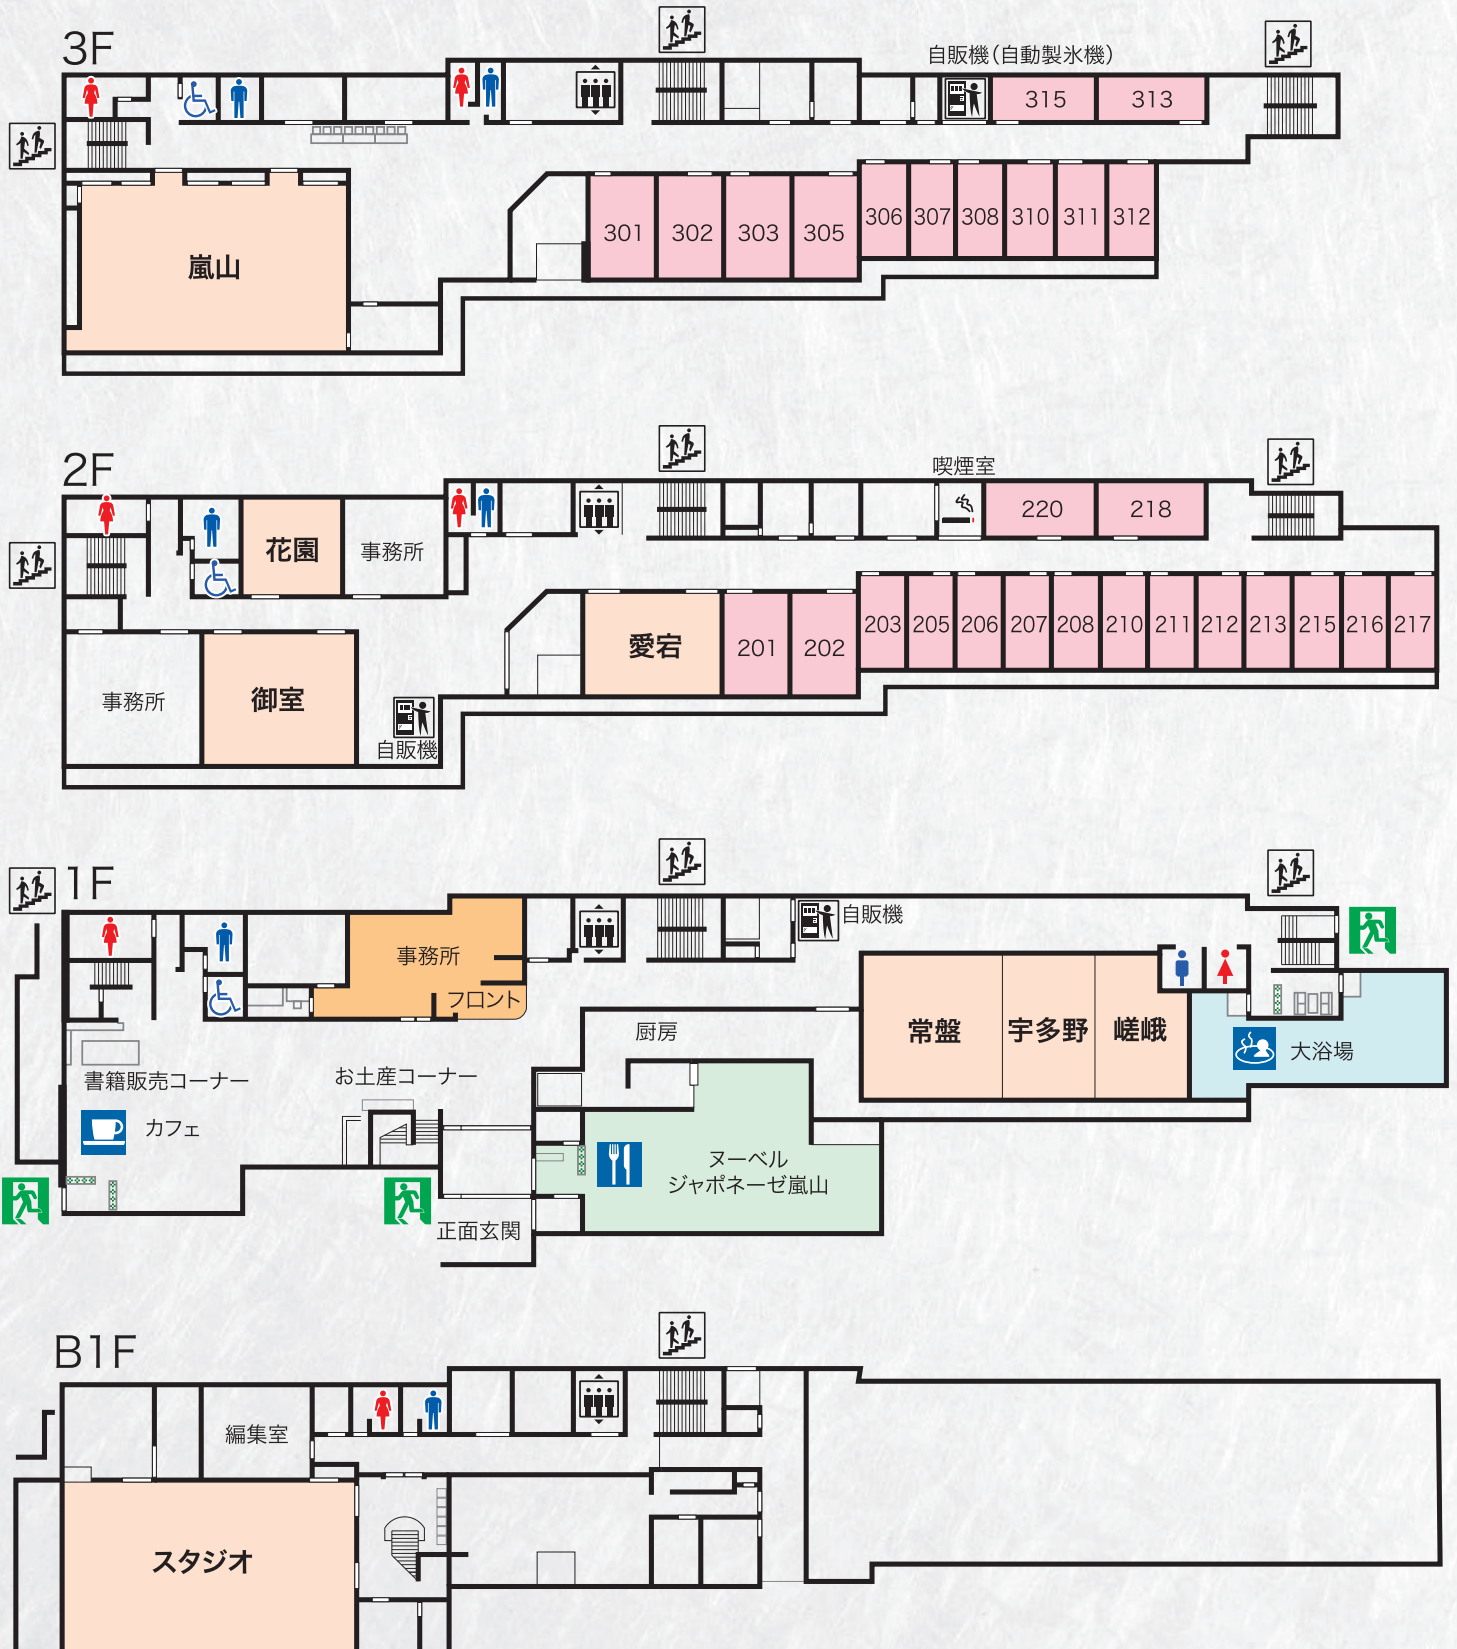 3F
自販機(自動製氷機)
315
313
嵐山
301
302
303
305
306
307
308
310
311
312
2F
喫煙室
花園
事務所
220
218
事務所
御室
自販機
愛宕
201
202
203
205
206
207
208
210
211
212
213
215
216
217
1F
事務所
フロント
自販機
厨房
常盤
宇多野
嵯峨
大浴場
書籍販売コーナー
お土産コーナー
カフェ
ヌーベル
ジャポネーゼ嵐山
正面玄関
B1F
編集室
スタジオ